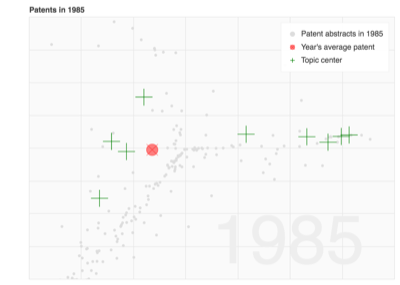 Patents in 1985
Patent abstracts in 1985
Year's average patent
Topic center
1985